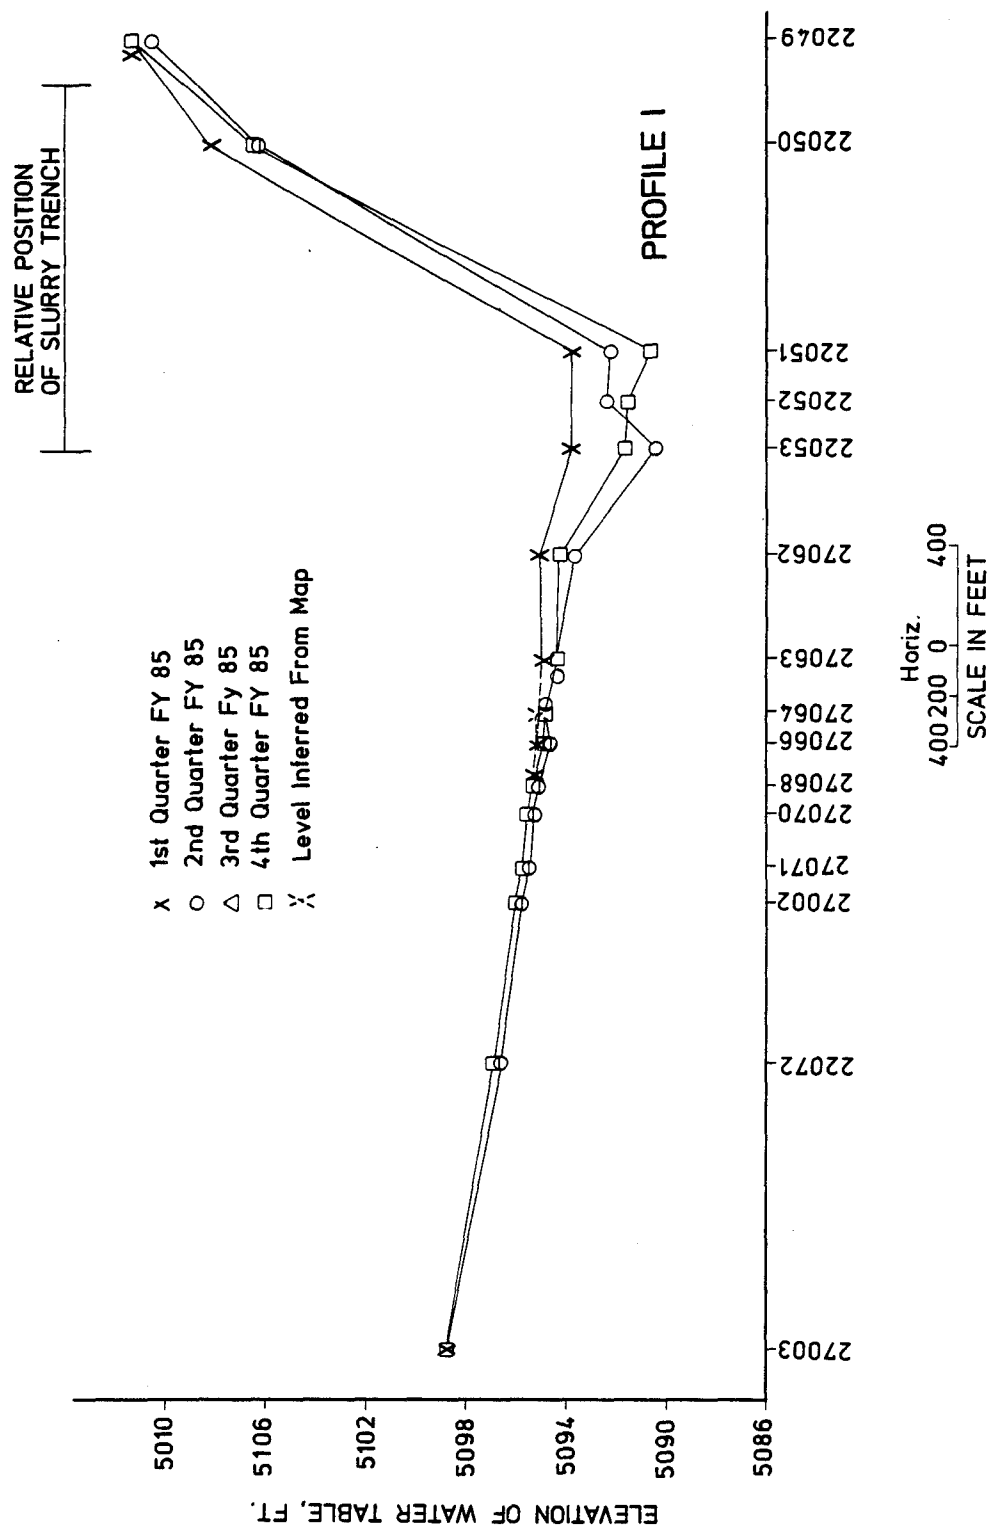 RELATIVE POSITION
OF SLURRY TRENCH
x 1st Quarter FY 85
○ 2nd Quarter FY 85
△ 3rd Quarter Fy 85
□ 4th Quarter FY 85
X Level Inferred From Map
PROFILE I
ELEVATION OF WATER TABLE, FT.
5010
5106
5102
5098
5094
5090
5086
27003
22072
27002
27071
27070
27068
27066
27064
27063
27062
22053
22052
22051
22050
22049
Horiz.
400 200 0 400
SCALE IN FEET